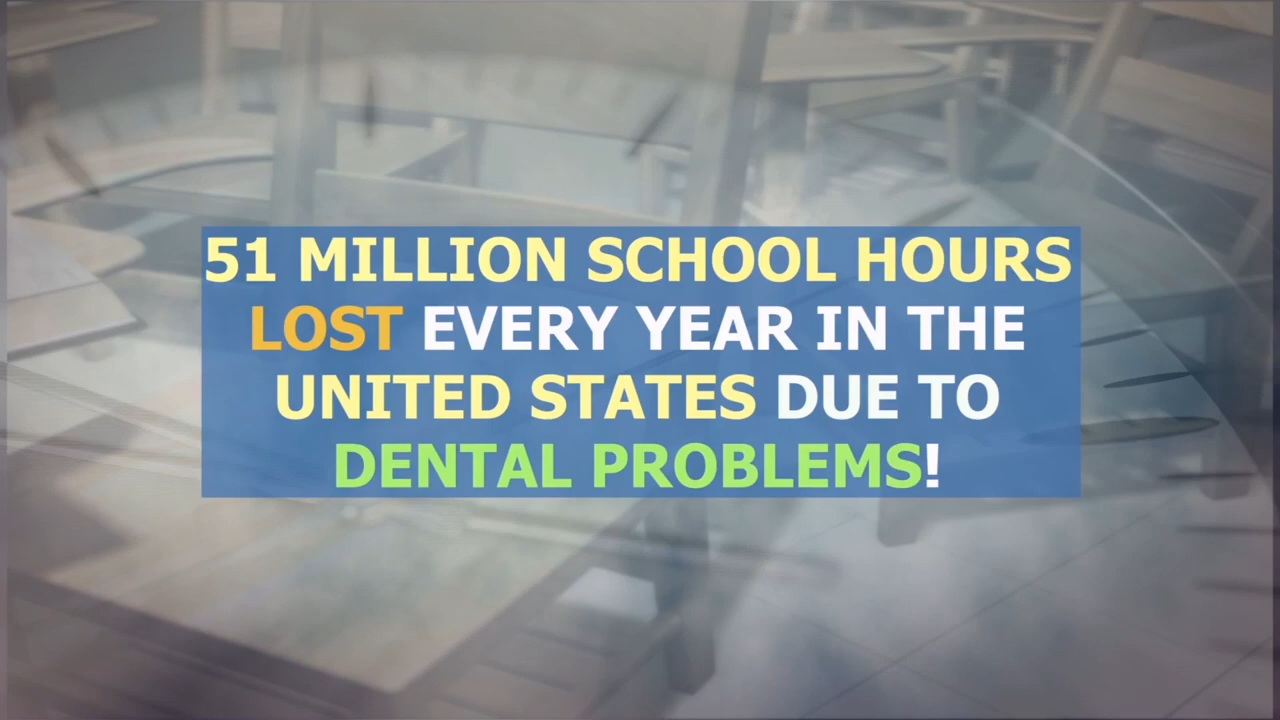 51 MILLION SCHOOL HOURS
LOST EVERY YEAR IN THE
UNITED STATES DUE TO
DENTAL PROBLEMS!